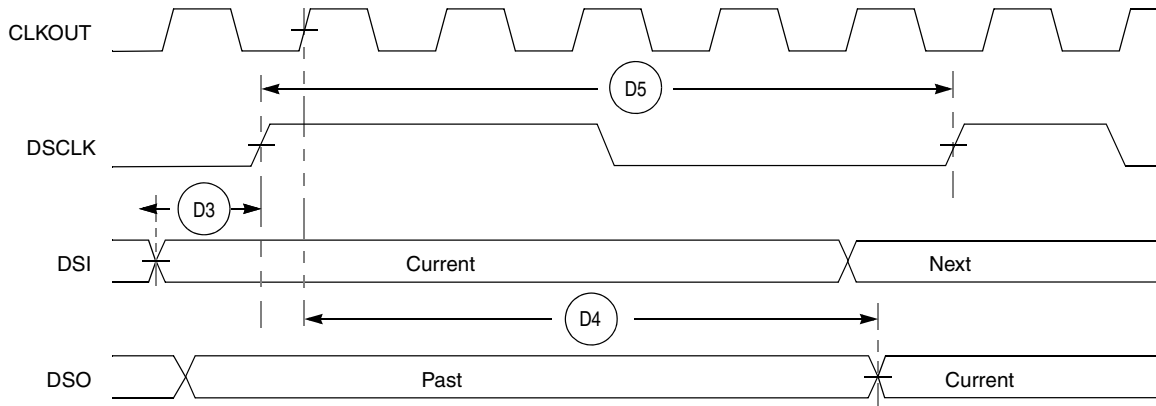 CLKOUT
D5
DSCLK
D3
DSI
Current
Next
D4
DSO
Past
Current